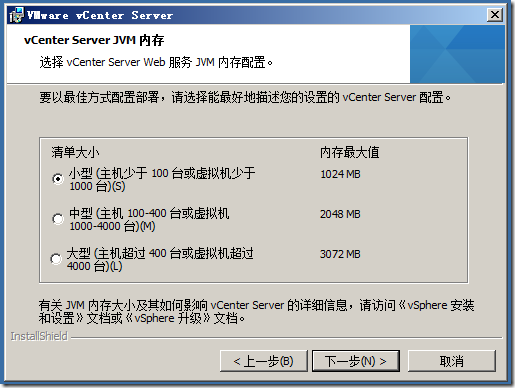 VMware vCenter Server
vCenter Server JVM 内存
选择 vCenter Server Web 服务 JVM 内存配置。
要以最佳方式配置部署，请选择能最好地描述您的设置的 vCenter Server 配置。
清单大小 内存最大值
小型 (主机少于 100 台或虚拟机少于 1024 MB
1000 台)(S)
中型 (主机 100-400 台或虚拟机 2048 MB
1000-4000 台)(M)
大型 (主机超过 400 台或虚拟机超过 3072 MB
4000 台)(L)
有关 JVM 内存大小及其如何影响 vCenter Server 的详细信息，请访问《vSphere 安装
和设置》文档或《vSphere 升级》文档。
InstallShield
< 上一步(B) 下一步(N) > 取消